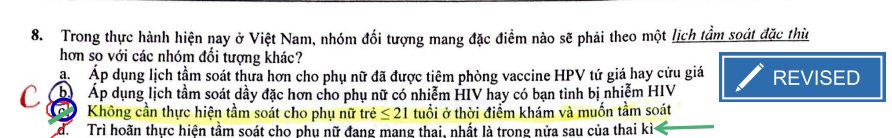 8. Trong thực hành hiện nay ở Việt Nam, nhóm đối tượng mang đặc điểm nào sẽ phải theo một lịch tầm soát đặc thù
hơn so với các nhóm đối tượng khác?
a. Áp dụng lịch tầm soát thưa hơn cho phụ nữ đã được tiêm phòng vaccine HPV tứ giá hay cửu giá
C b. Áp dụng lịch tầm soát dầy đặc hơn cho phụ nữ có nhiễm HIV hay có bạn tình bị nhiễm HIV
REVISED
c. Không cần thực hiện tầm soát cho phụ nữ trẻ ≤ 21 tuổi ở thời điểm khám và muốn tầm soát
d. Trì hoãn thực hiện tầm soát cho phụ nữ đang mang thai, nhất là trong nửa sau của thai kì